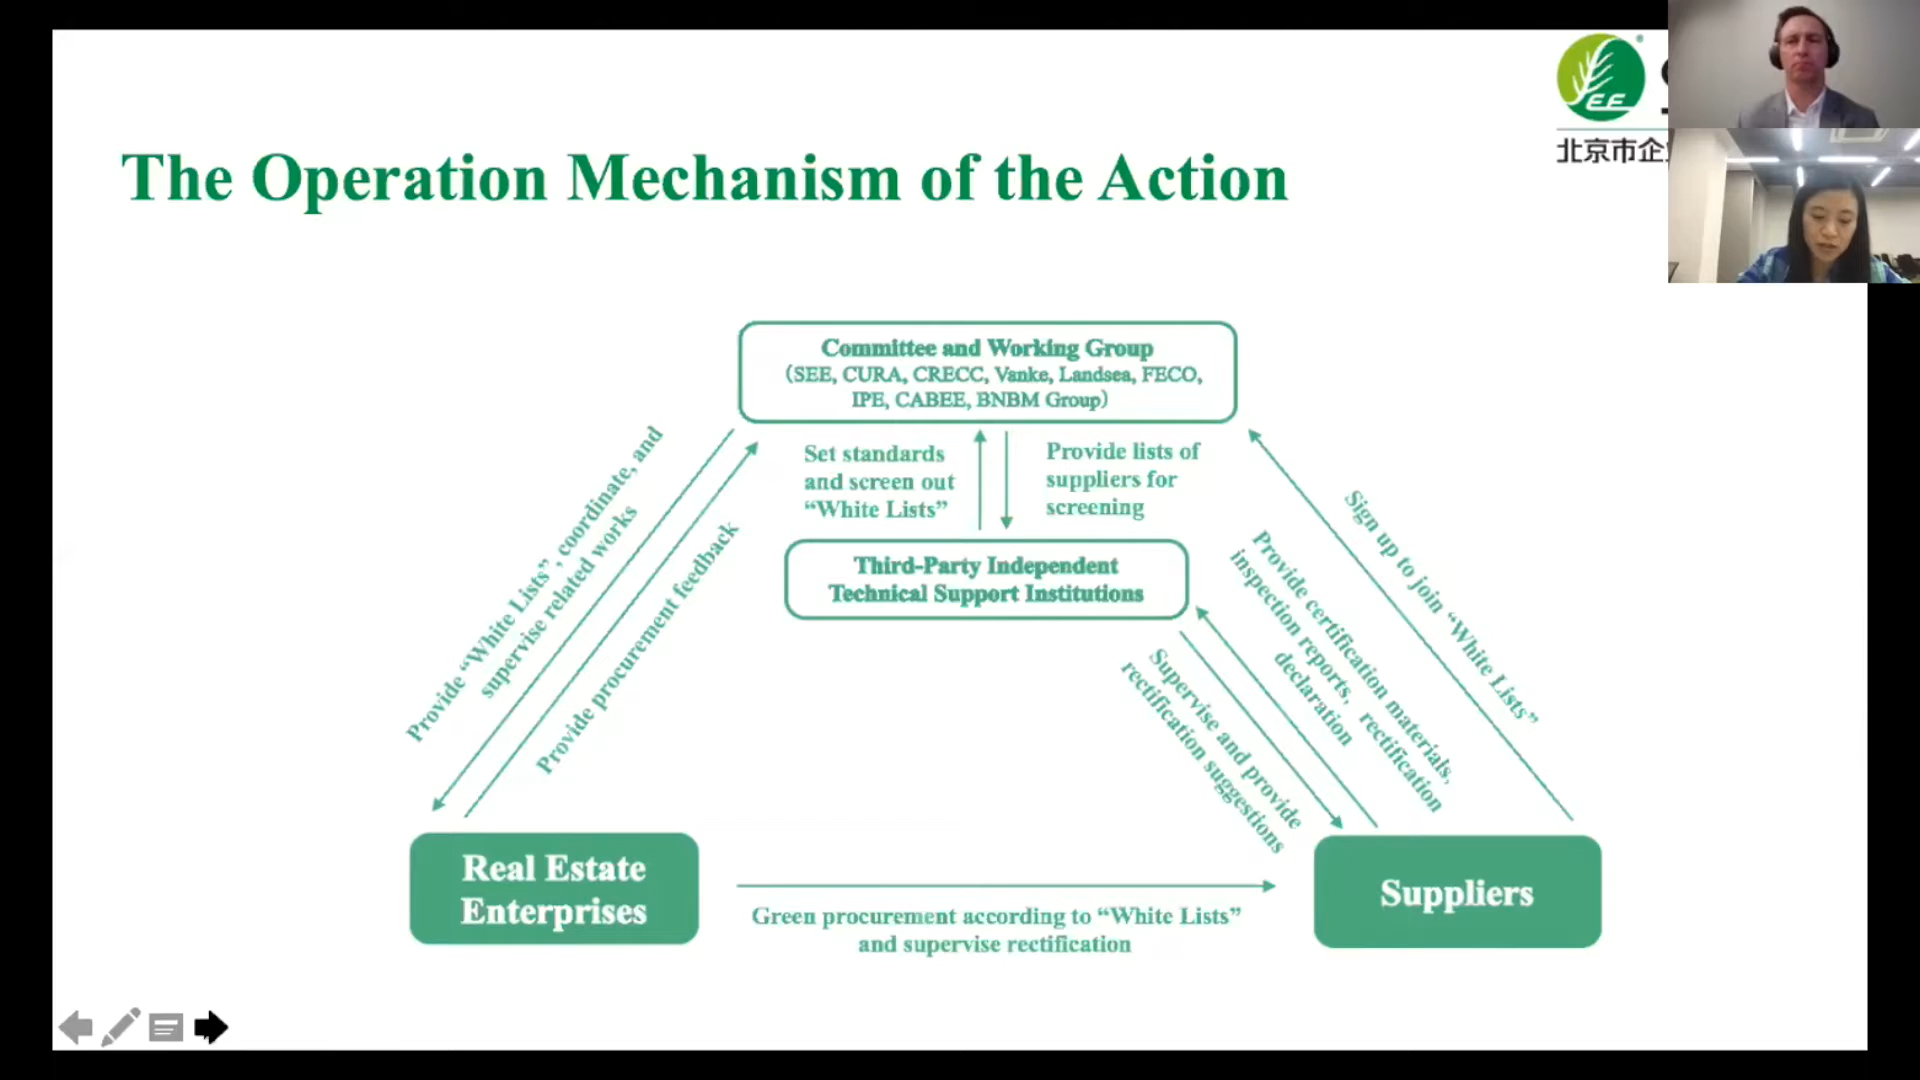 EE
北京市企
The Operation Mechanism of the Action
Committee and Working Group
(SEE, CURA, CRECC, Vanke, Landsea, FECO,
IPE, CABEE, BNBM Group)
Set standards
and screen out
“White Lists”
Provide lists of
suppliers for
screening
Third-Party Independent
Technical Support Institutions
Provide “White Lists”, coordinate, and
supervise related works
Provide procurement feedback
Sign up to join “White Lists”
Provide certification materials,
inspection reports, rectification
declaration
Supervise and provide
rectification suggestions
Real Estate
Enterprises
Suppliers
Green procurement according to “White Lists”
and supervise rectification